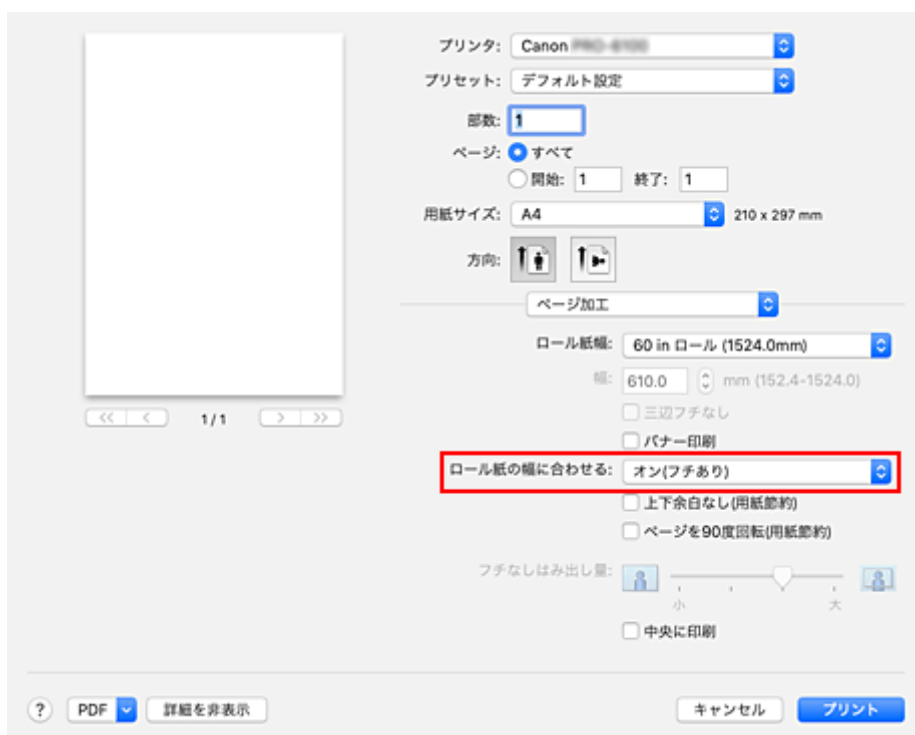 プリンタ: Canon
プリセット: デフォルト設定
部数: 1
ページ: すべて
開始: 1 終了: 1
用紙サイズ: A4 210 x 297 mm
方向:
ページ加工
ロール紙幅: 60 in ロール (1524.0mm)
幅: 610.0 mm (152.4-1524.0)
三辺フチなし
<< < 1/1 > >>
バナー印刷
ロール紙の幅に合わせる: オン(フチあり)
上下余白なし(用紙節約)
ページを90度回転(用紙節約)
フチなしはみ出し量:
小 大
中央に印刷
? PDF 詳細を非表示 キャンセル プリント